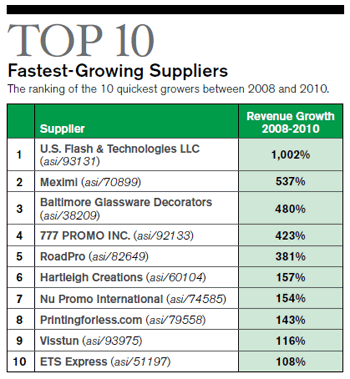 TOP 10
Fastest-Growing Suppliers
The ranking of the 10 quickest growers between 2008 and 2010.
Supplier Revenue Growth
2008-2010
1 U.S. Flash & Technologies LLC
(asi/93131) 1,002%
2 Meximi (asi/70899) 537%
3 Baltimore Glassware Decorators
(asi/38209) 480%
4 777 PROMO INC. (asi/92133) 423%
5 RoadPro (asi/82649) 381%
6 Hartleigh Creations (asi/60104) 157%
7 Nu Promo International (asi/74585) 154%
8 Printingforless.com (asi/79558) 143%
9 Visstun (asi/93975) 116%
10 ETS Express (asi/51197) 108%